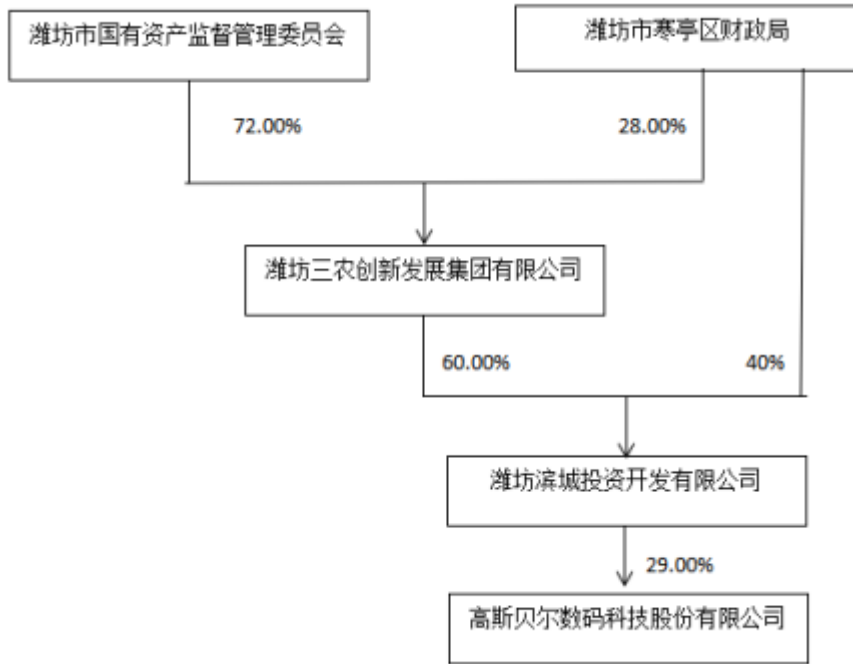 潍坊市国有资产监督管理委员会
潍坊市寒亭区财政局
72.00%
28.00%
潍坊三农创新发展集团有限公司
60.00%
40%
潍坊滨城投资开发有限公司
29.00%
高斯贝尔数码科技股份有限公司